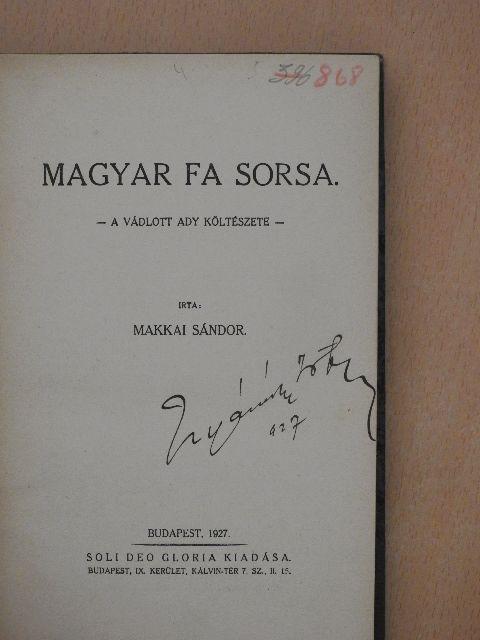 396 868
MAGYAR FA SORSA.
— A VÁDLOTT ADY KÖLTÉSZETE —
IRTA:
MAKKAI SÁNDOR.
927
BUDAPEST, 1927.
SOLI DEO GLORIA KIADÁSA.
BUDAPEST, IX. KERÜLET, KÁLVIN-TÉR 7. SZ., II. 15.